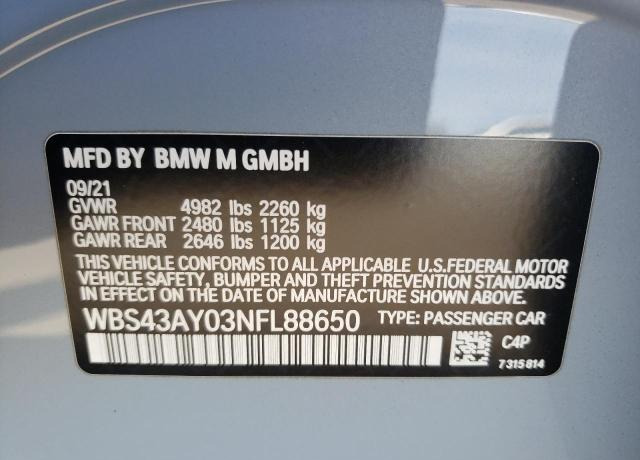 MFD BY BMW M GMBH
09/21
GVWR 4982 lbs 2260 kg
GAWR FRONT 2480 lbs 1125 kg
GAWR REAR 2646 lbs 1200 kg
THIS VEHICLE CONFORMS TO ALL APPLICABLE U.S.FEDERAL MOTOR
VEHICLE SAFETY, BUMPER AND THEFT PREVENTION STANDARDS
IN EFFECT ON THE DATE OF MANUFACTURE SHOWN ABOVE.
WBS43AY03NFL88650 TYPE: PASSENGER CAR
C4P
7315814